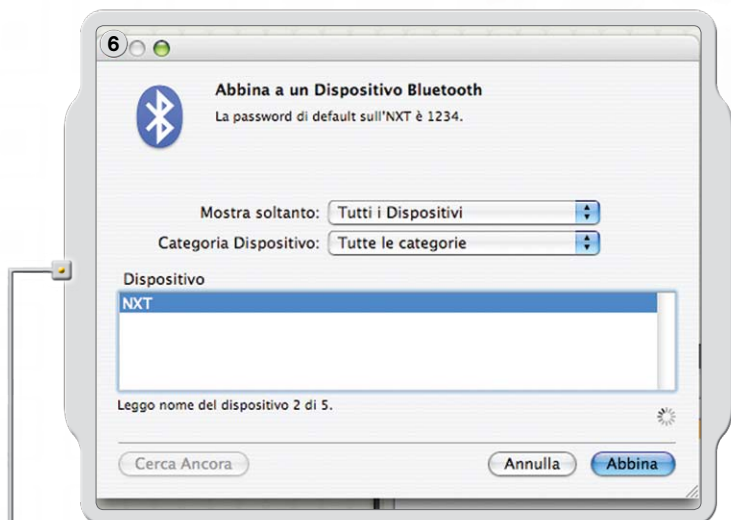 6
Abbina a un Dispositivo Bluetooth
La password di default sull'NXT è 1234.
Mostra soltanto: Tutti i Dispositivi
Categoria Dispositivo: Tutte le categorie
Dispositivo
NXT
Leggo nome del dispositivo 2 di 5.
Cerca Ancora Annulla Abbina